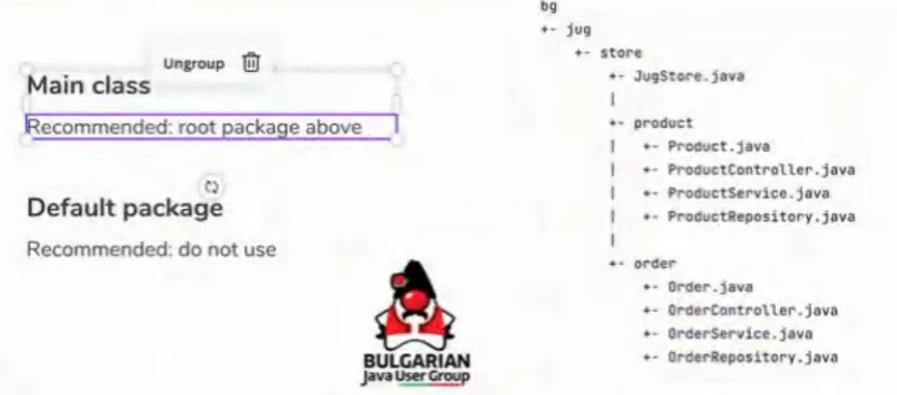 Ungroup
Main class
Recommended: root package above
Default package
Recommended: do not use
BULGARIAN
Java User Group
bg
+- jug
+- store
+- JugStore.java
|
+- product
| +- Product.java
| +- ProductController.java
| +- ProductService.java
| +- ProductRepository.java
|
+- order
+- Order.java
+- OrderController.java
+- OrderService.java
+- OrderRepository.java